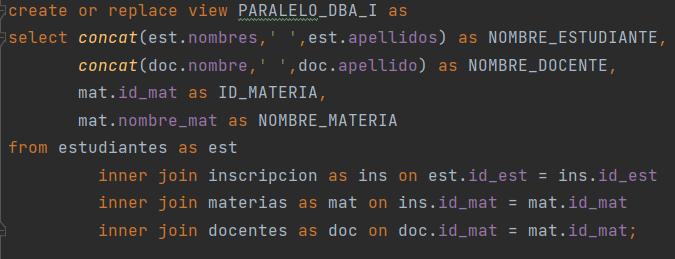 create or replace view PARALELO_DBA_I as
select concat(est.nombres,' ',est.apellidos) as NOMBRE_ESTUDIANTE,
concat(doc.nombre,' ',doc.apellido) as NOMBRE_DOCENTE,
mat.id_mat as ID_MATERIA,
mat.nombre_mat as NOMBRE_MATERIA
from estudiantes as est
inner join inscripcion as ins on est.id_est = ins.id_est
inner join materias as mat on ins.id_mat = mat.id_mat
inner join docentes as doc on doc.id_mat = mat.id_mat;